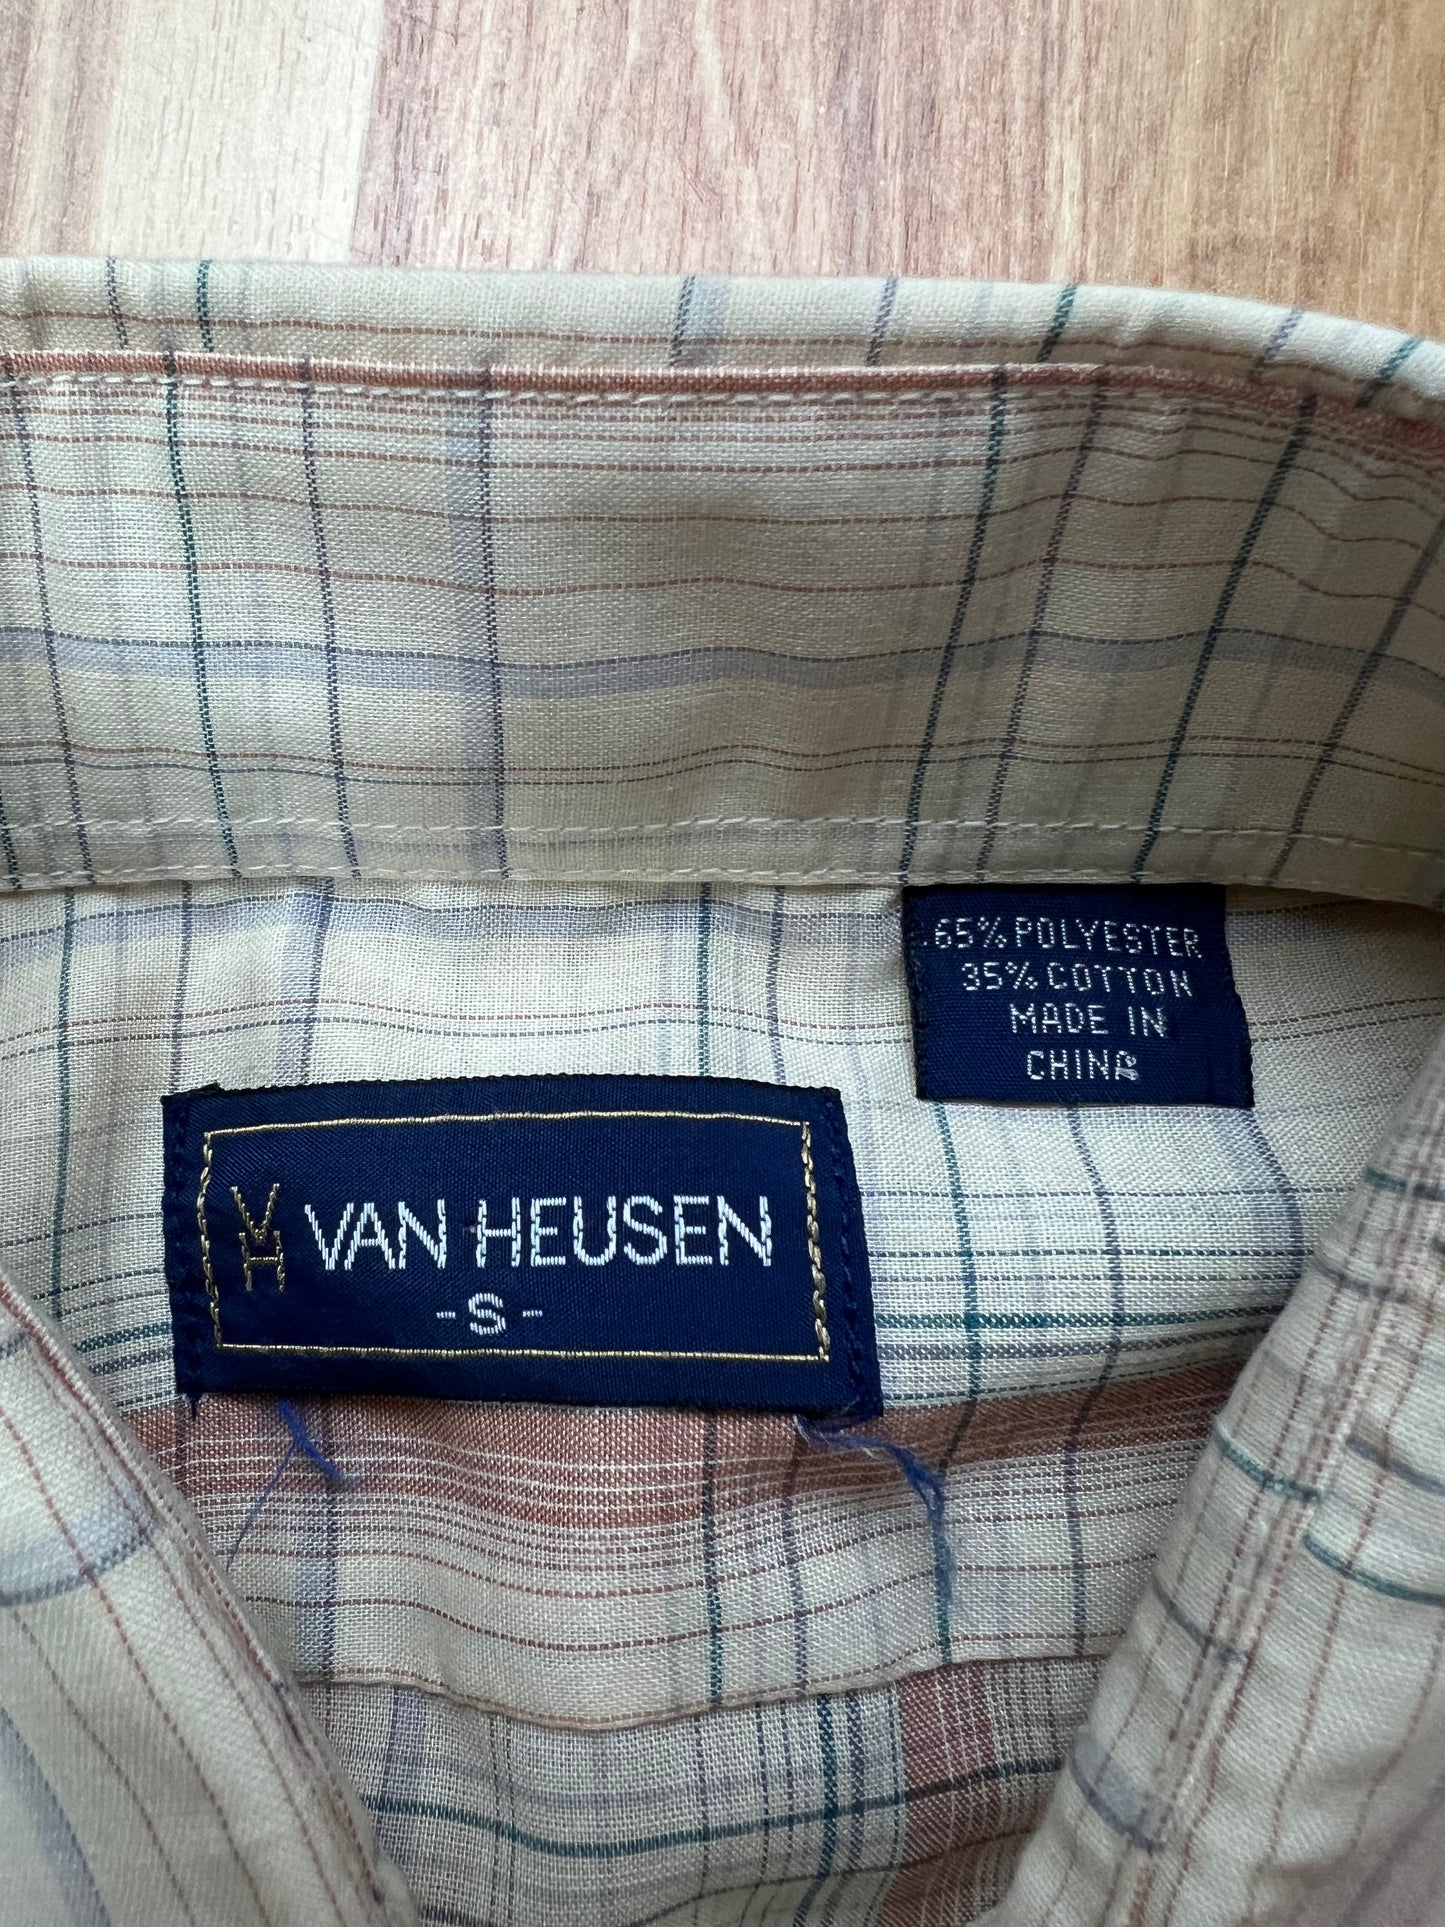 65% POLYESTER
35% COTTON
MADE IN
CHINA
VH VAN HEUSEN
-S-